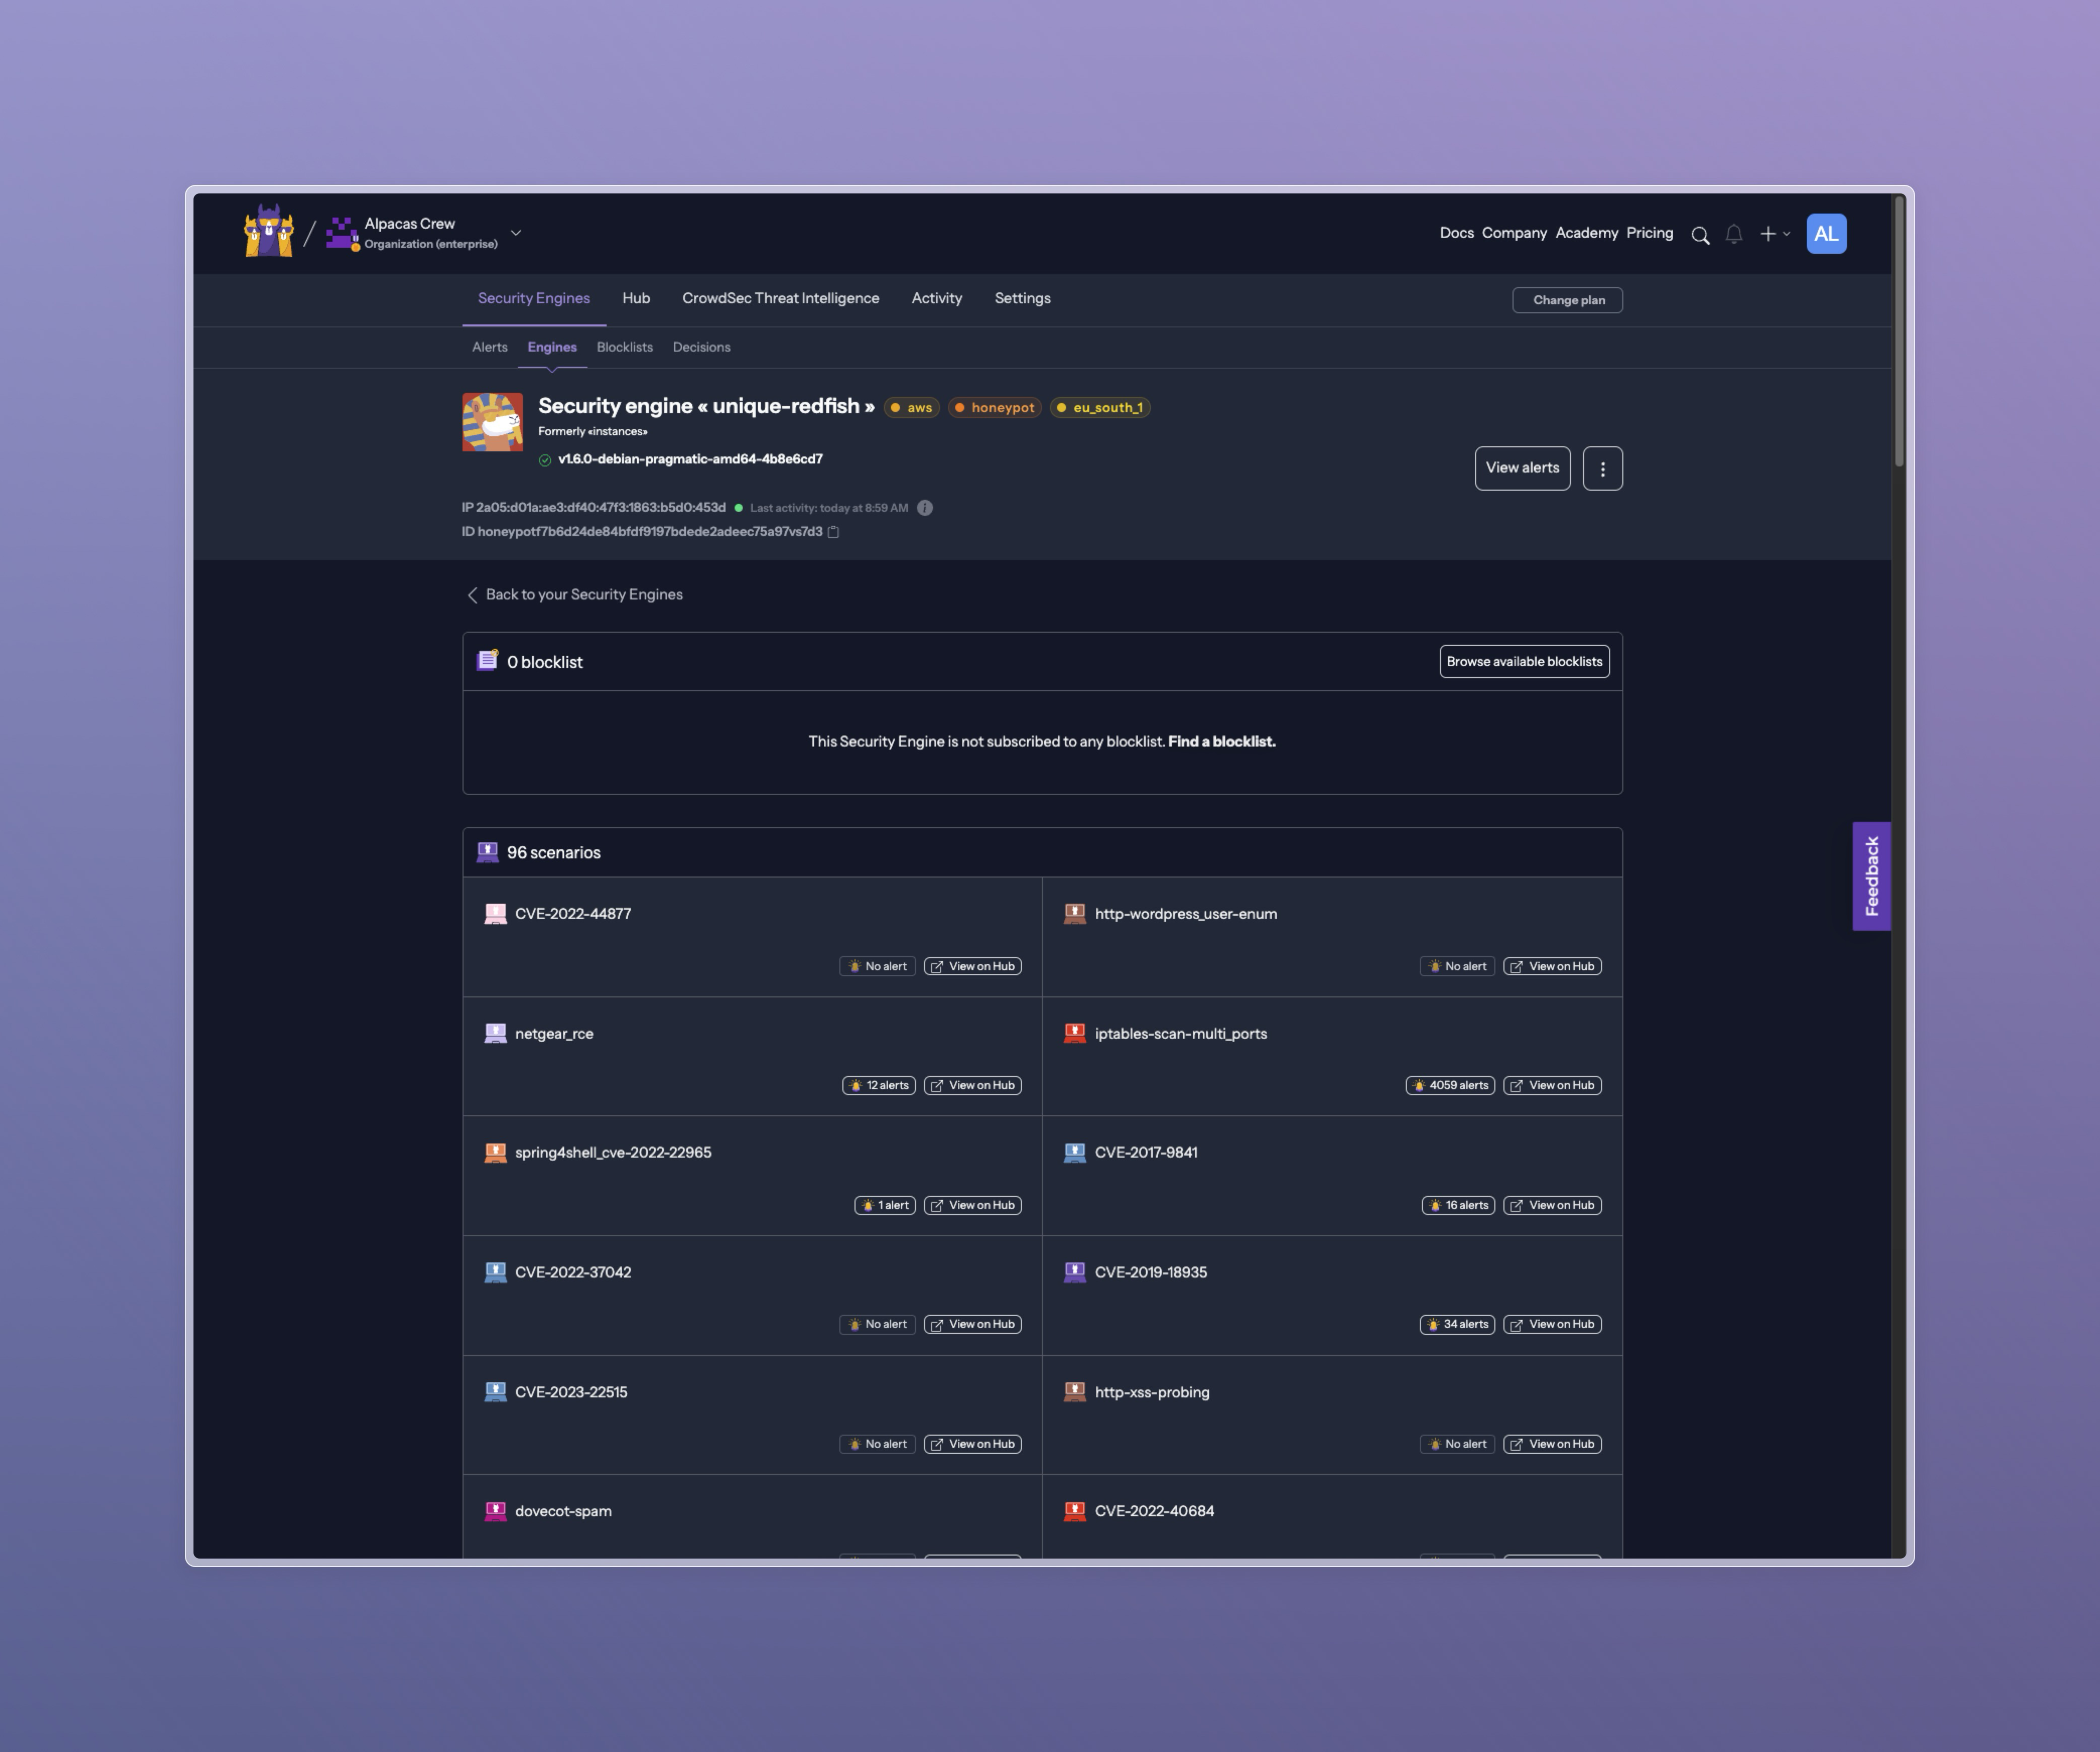 Alpacas Crew
Organization (enterprise)
Docs Company Academy Pricing
AL
Security Engines Hub CrowdSec Threat Intelligence Activity Settings
Change plan
Alerts Engines Blocklists Decisions
Security engine « unique-redfish » aws honeypot eu_south_1
Formerly «instances»
v1.6.0-debian-pragmatic-amd64-4b8e6cd7
View alerts
IP 2a05:d01a:ae3:df40:47f3:1863:b5d0:453d Last activity: today at 8:59 AM
ID honeypotf7b6d24de84bfdf9197bdede2adeec75a97vs7d3
Back to your Security Engines
0 blocklist
Browse available blocklists
This Security Engine is not subscribed to any blocklist. Find a blocklist.
Feedback
96 scenarios
CVE-2022-44877
No alert View on Hub
http-wordpress_user-enum
No alert View on Hub
netgear_rce
12 alerts View on Hub
iptables-scan-multi_ports
4059 alerts View on Hub
spring4shell_cve-2022-22965
1 alert View on Hub
CVE-2017-9841
16 alerts View on Hub
CVE-2022-37042
No alert View on Hub
CVE-2019-18935
34 alerts View on Hub
CVE-2023-22515
No alert View on Hub
http-xss-probing
No alert View on Hub
dovecot-spam
CVE-2022-40684